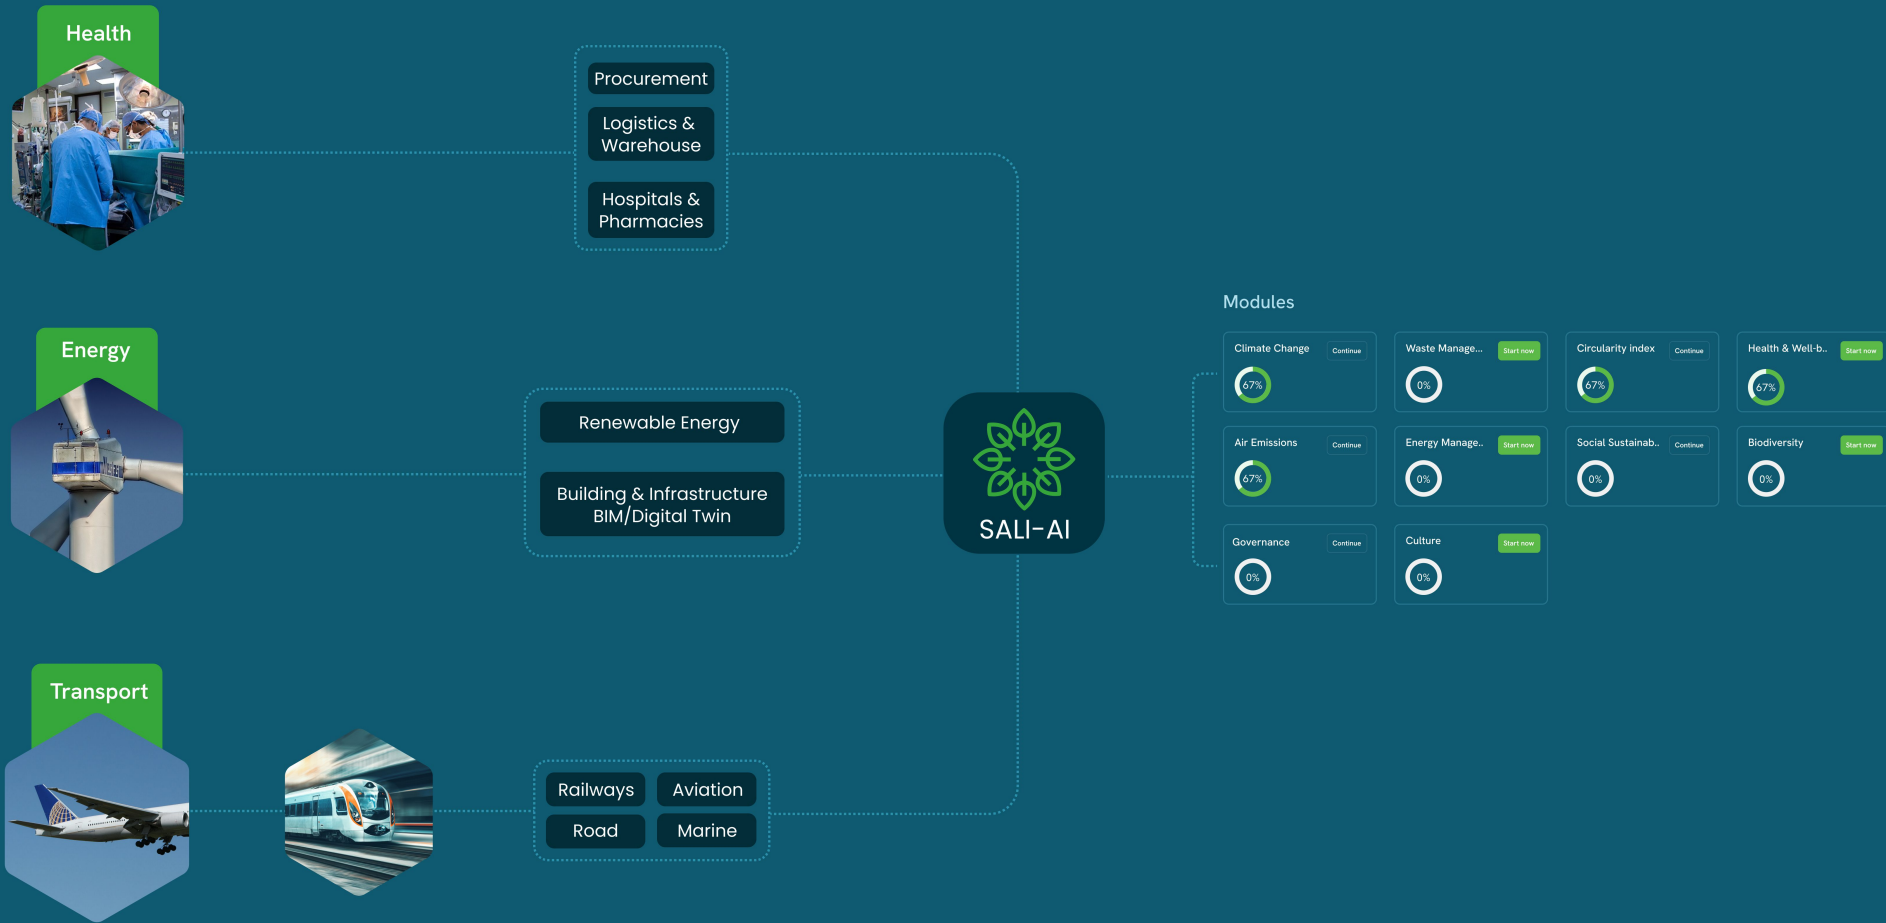 Health
Procurement
Logistics &
Warehouse
Hospitals &
Pharmacies
Modules
Climate Change
Continue
67%
Waste Manage...
Start now
0%
Circularity index
Continue
67%
Health & Well-b..
Start now
67%
Energy
Renewable Energy
Building & Infrastructure
BIM/Digital Twin
SALI-AI
Air Emissions
Continue
67%
Energy Manage..
Start now
0%
Social Sustainab..
Continue
0%
Biodiversity
Start now
0%
Governance
Continue
0%
Culture
Start now
0%
Transport
Railways
Aviation
Road
Marine